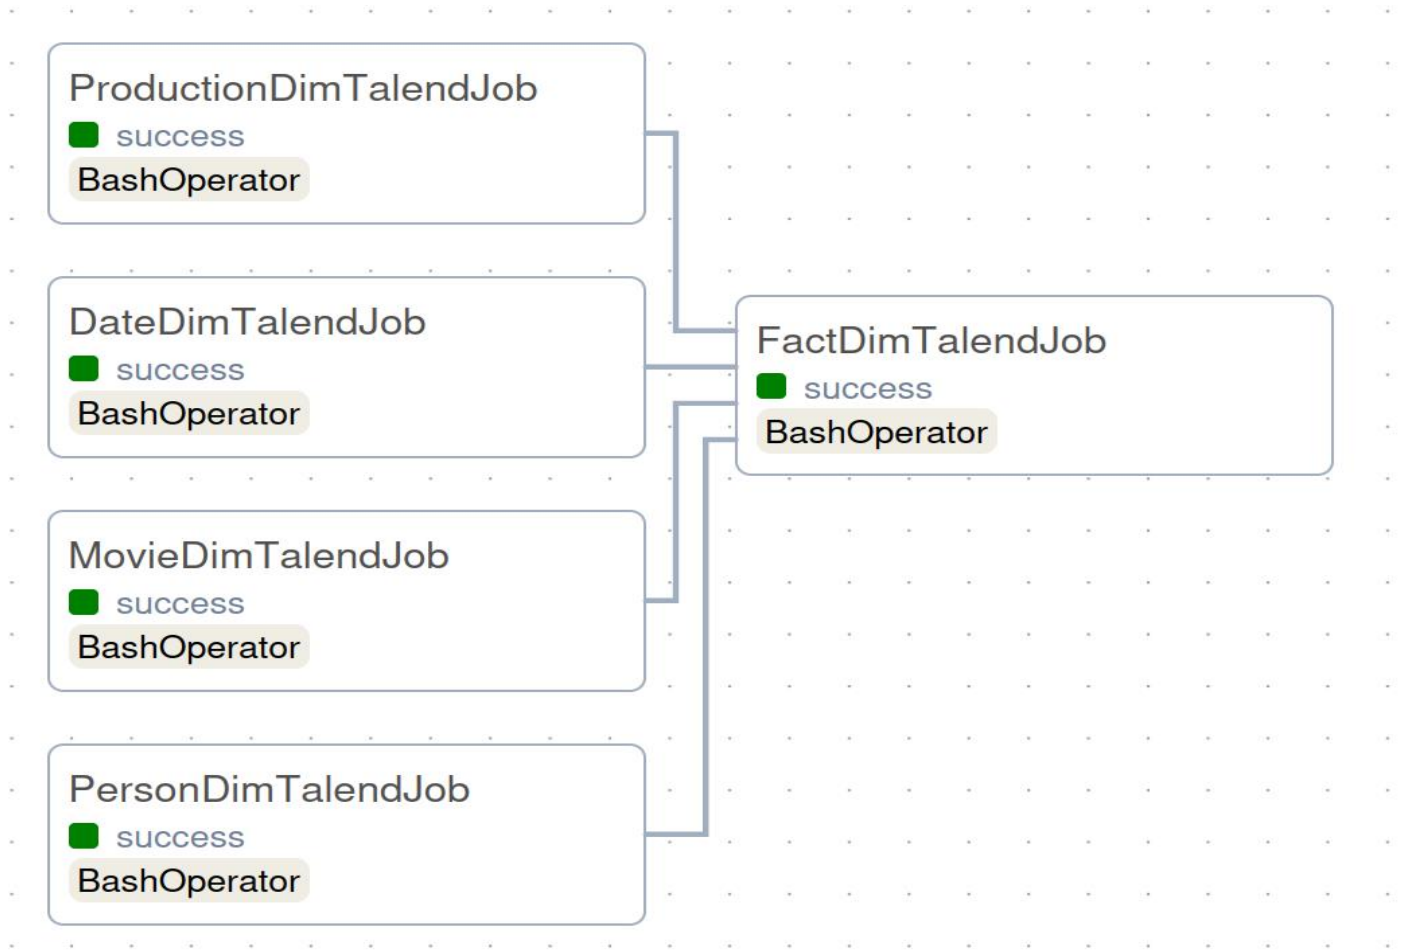 ProductionDimTalendJob
success
BashOperator
DateDimTalendJob
success
BashOperator
MovieDimTalendJob
success
BashOperator
PersonDimTalendJob
success
BashOperator
FactDimTalendJob
success
BashOperator